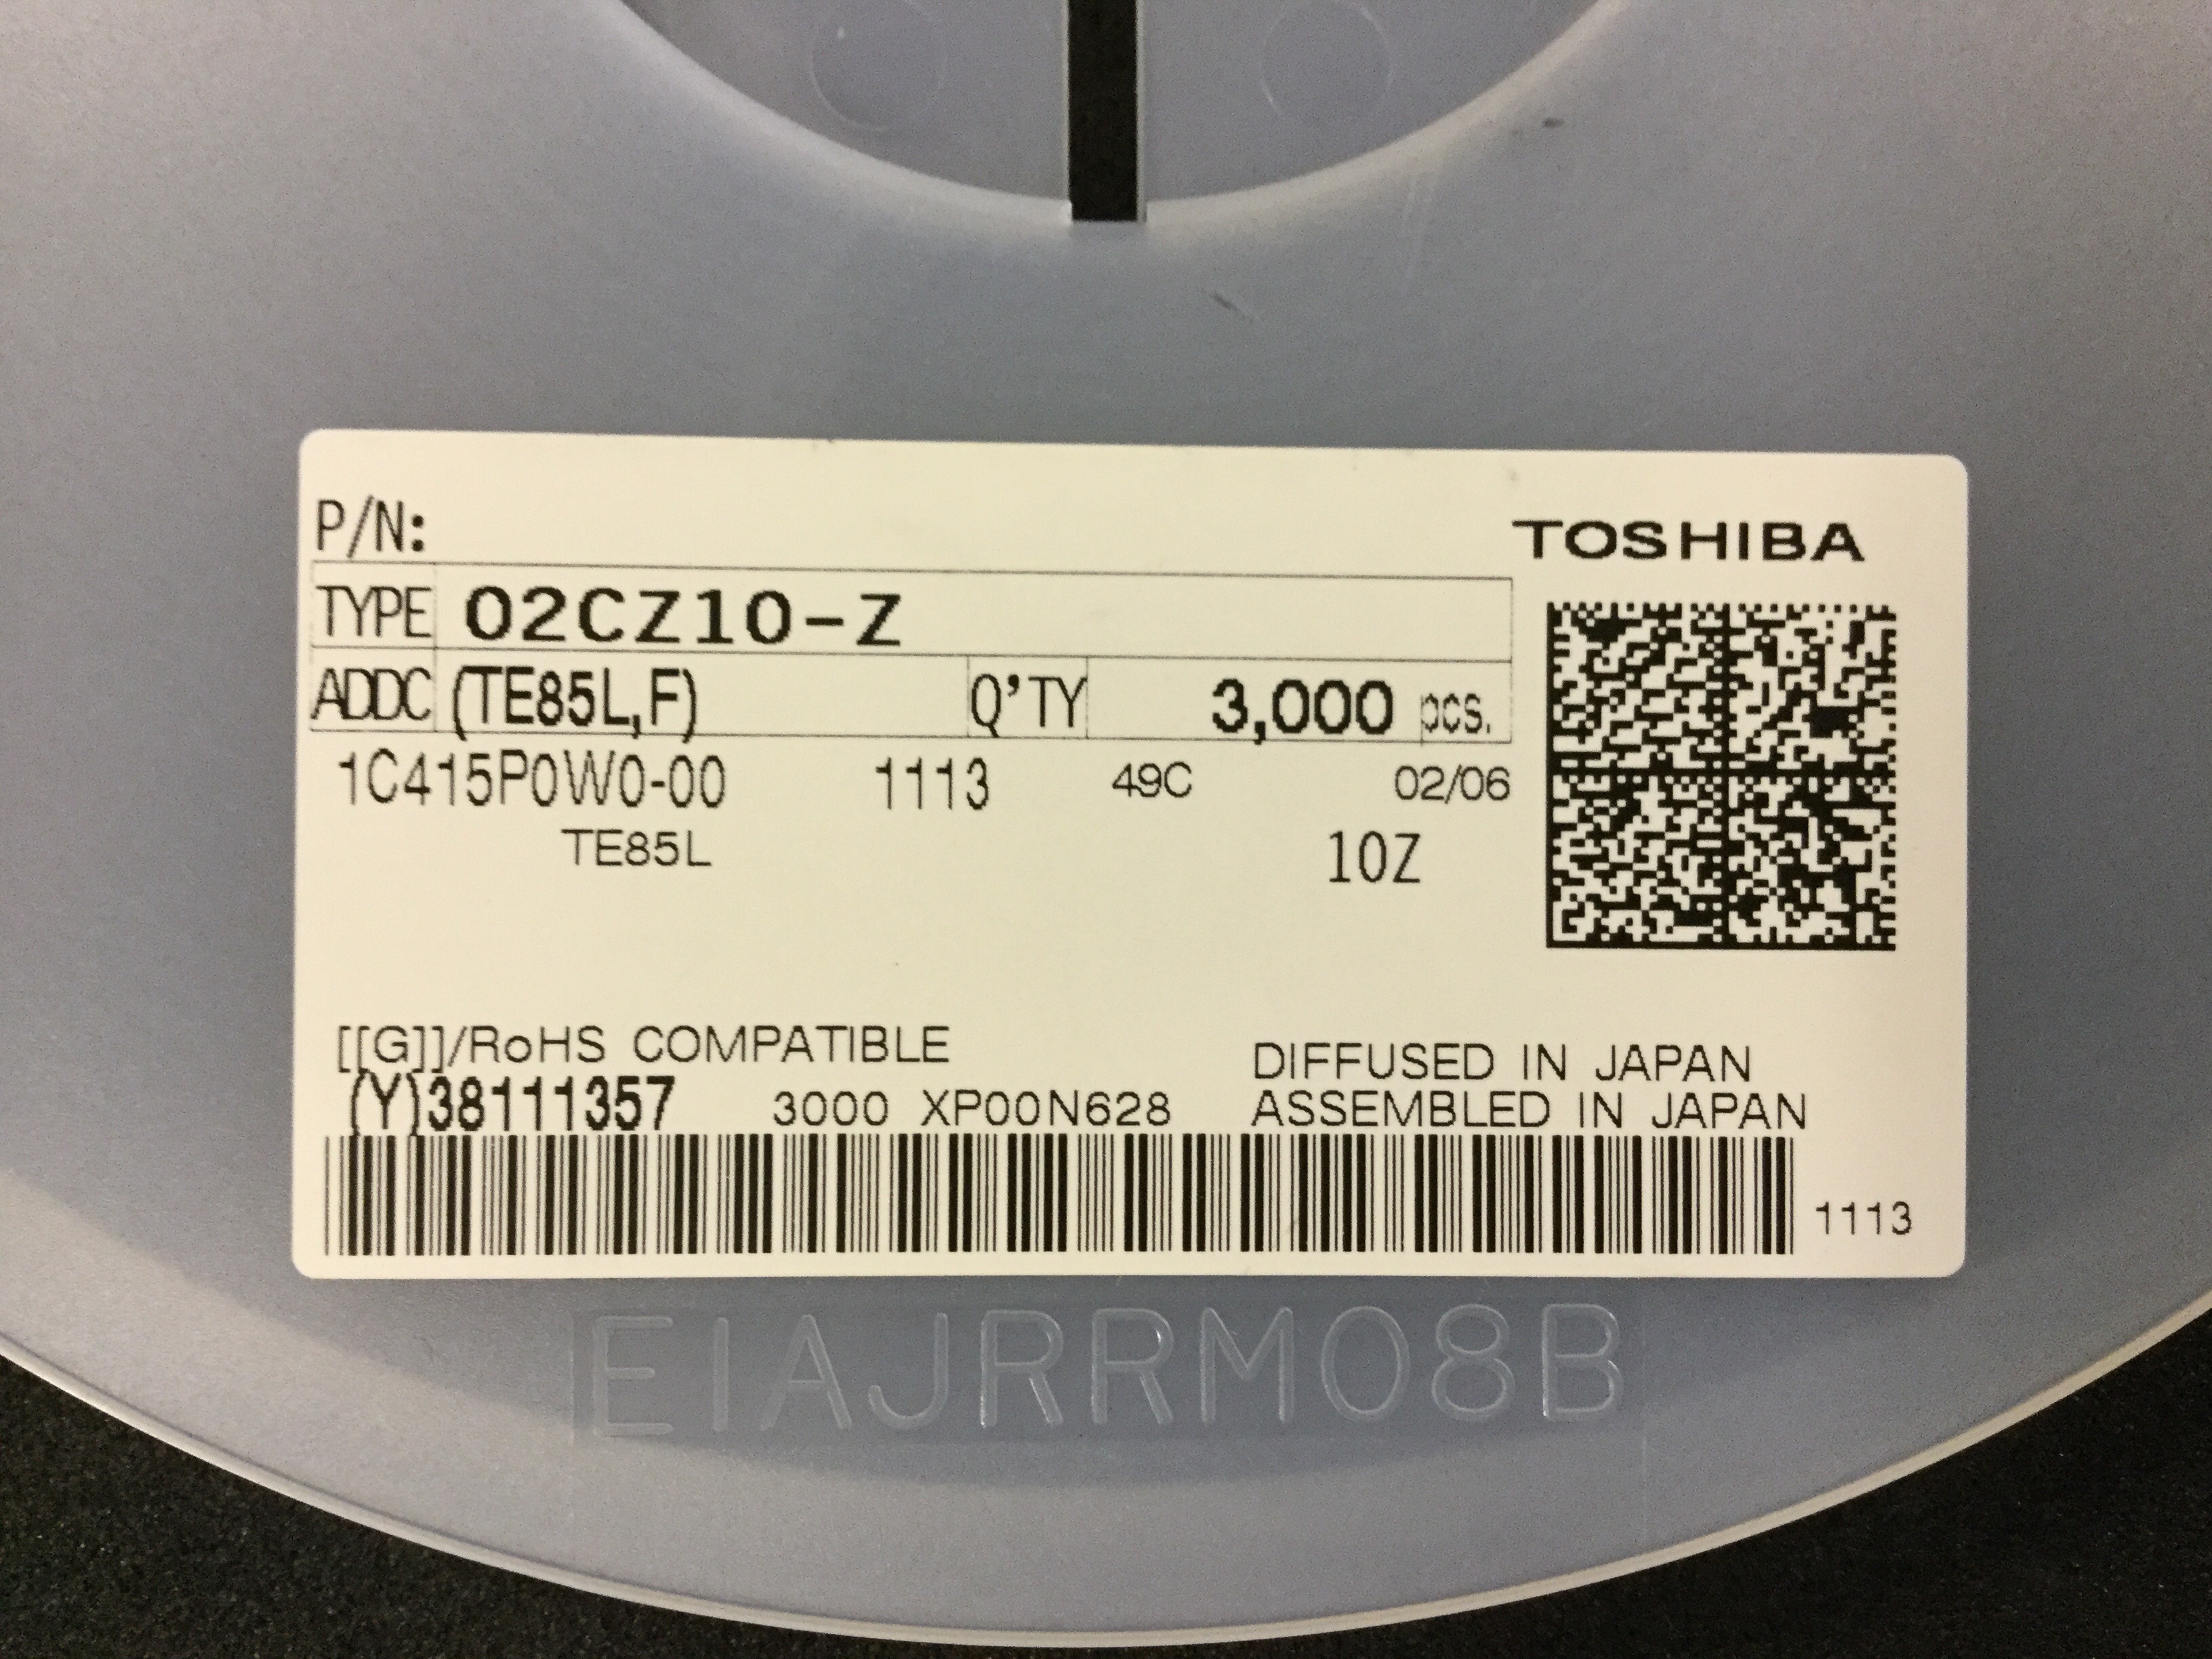 P/N:
TOSHIBA
TYPE 02CZ10-Z
ADDC (TE85L,F) Q'TY 3,000 pcs.
1C415P0W0-00 1113 49C 02/06
TE85L 10Z
[[G]]/RoHS COMPATIBLE
DIFFUSED IN JAPAN
(Y)38111357 3000 XP00N628 ASSEMBLED IN JAPAN
1113
EIAJRRM08B